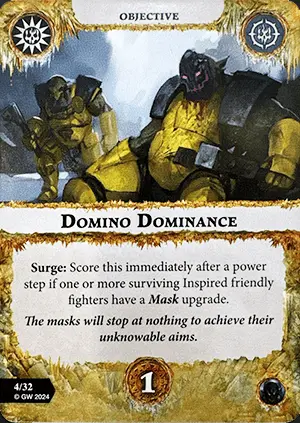 OBJECTIVE
DOMINO DOMINANCE
Surge: Score this immediately after a power
step if one or more surviving Inspired friendly
fighters have a Mask upgrade.
The masks will stop at nothing to achieve their
unknowable aims.
4/32
© GW 2024
1